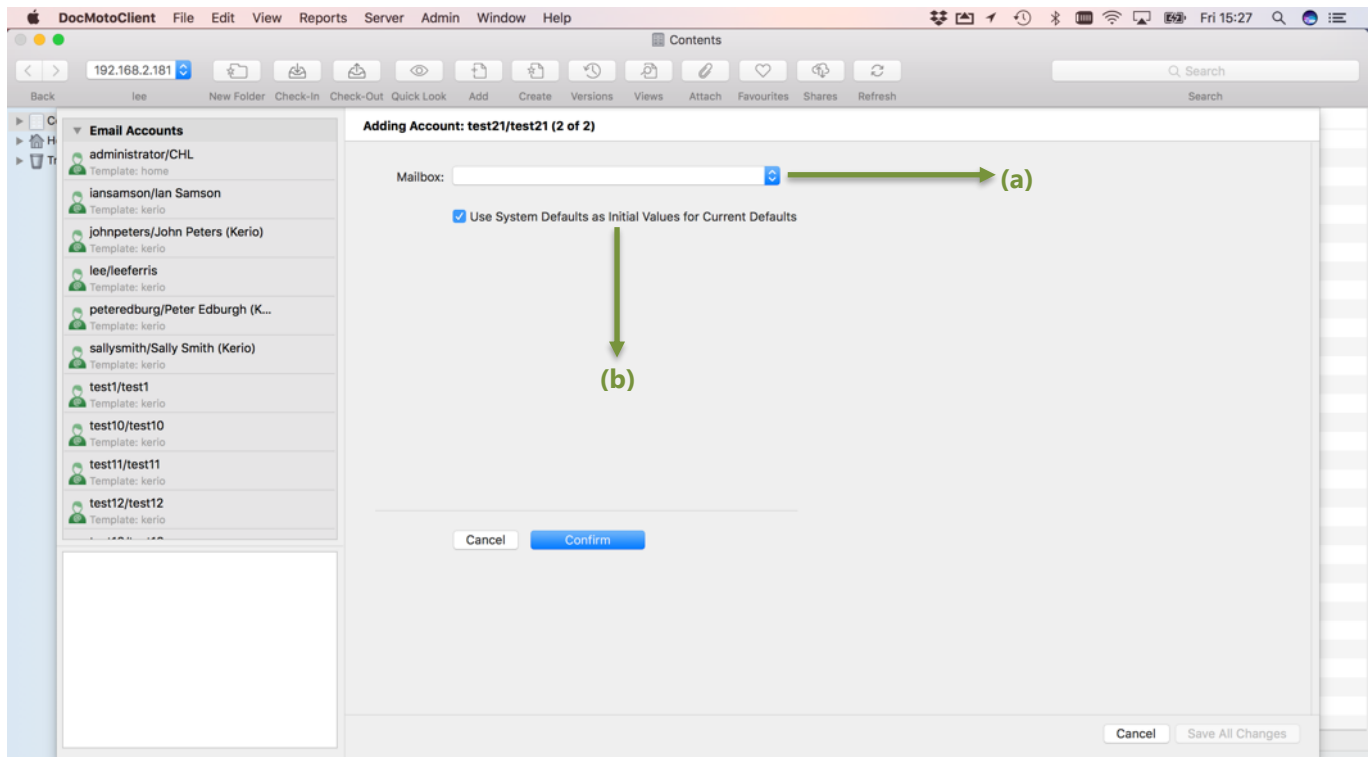 DocMotoClient File Edit View Reports Server Admin Window Help Fri 15:27
Contents
192.168.2.181 Search
Back lee New Folder Check-In Check-Out Quick Look Add Create Versions Views Attach Favourites Shares Refresh Search
Email Accounts
Adding Account: test21/test21 (2 of 2)
administrator/CHL
Template: home
Mailbox: (a)
iansamson/Ian Samson
Template: kerio
Use System Defaults as Initial Values for Current Defaults
johnpeters/John Peters (Kerio)
Template: kerio
lee/leeferris
Template: kerio
peteredburg/Peter Edburgh (K...
Template: kerio
sallysmith/Sally Smith (Kerio)
Template: kerio
(b)
test1/test1
Template: kerio
test10/test10
Template: kerio
test11/test11
Template: kerio
test12/test12
Template: kerio
Cancel Confirm
Cancel Save All Changes